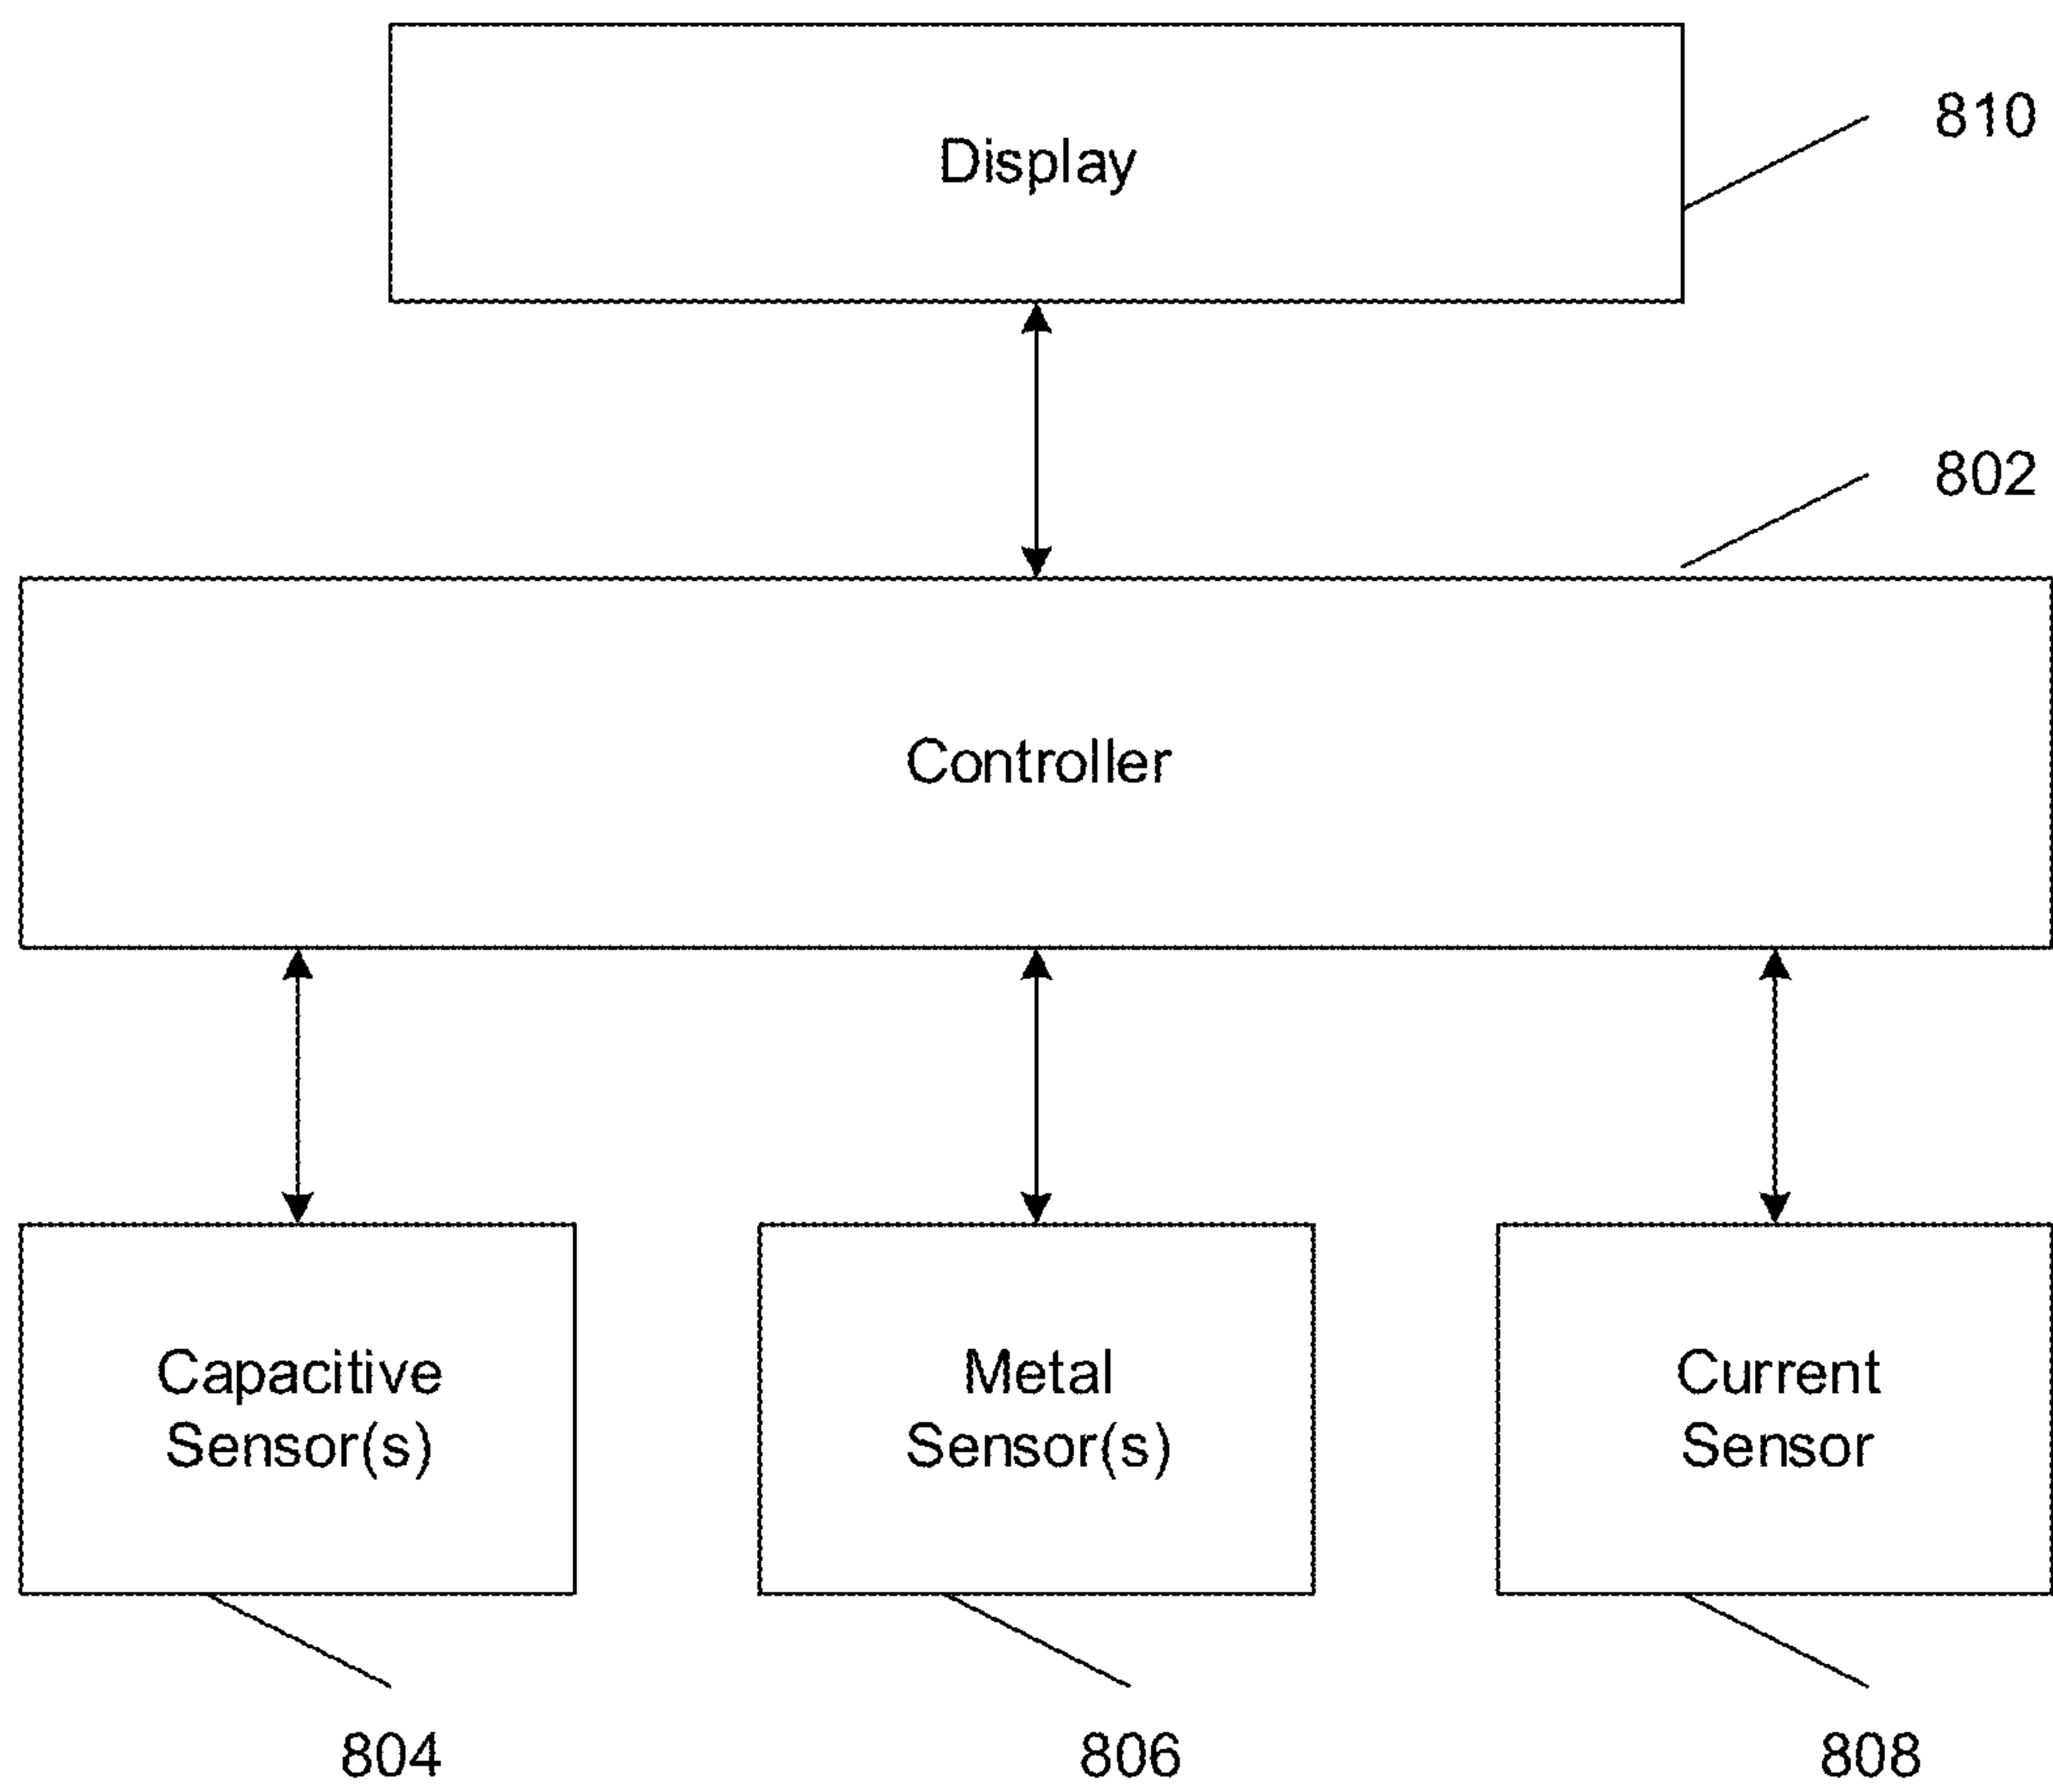 Display
810
802
Controller
Capacitive
Sensor(s)
Metal
Sensor(s)
Current
Sensor
804
806
808